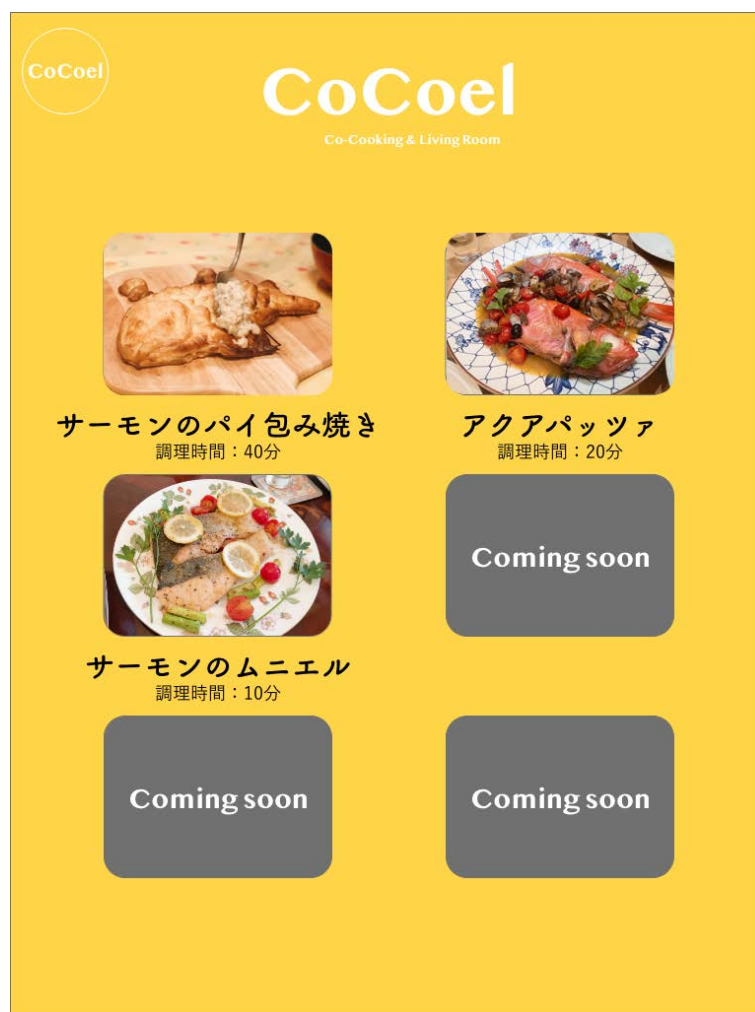 CoCoel
CoCoel
Co-Cooking & Living Room
サーモンのパイ包み焼き
調理時間：40分
アクアパッツァ
調理時間：20分
サーモンのムニエル
調理時間：10分
Coming soon
Coming soon
Coming soon